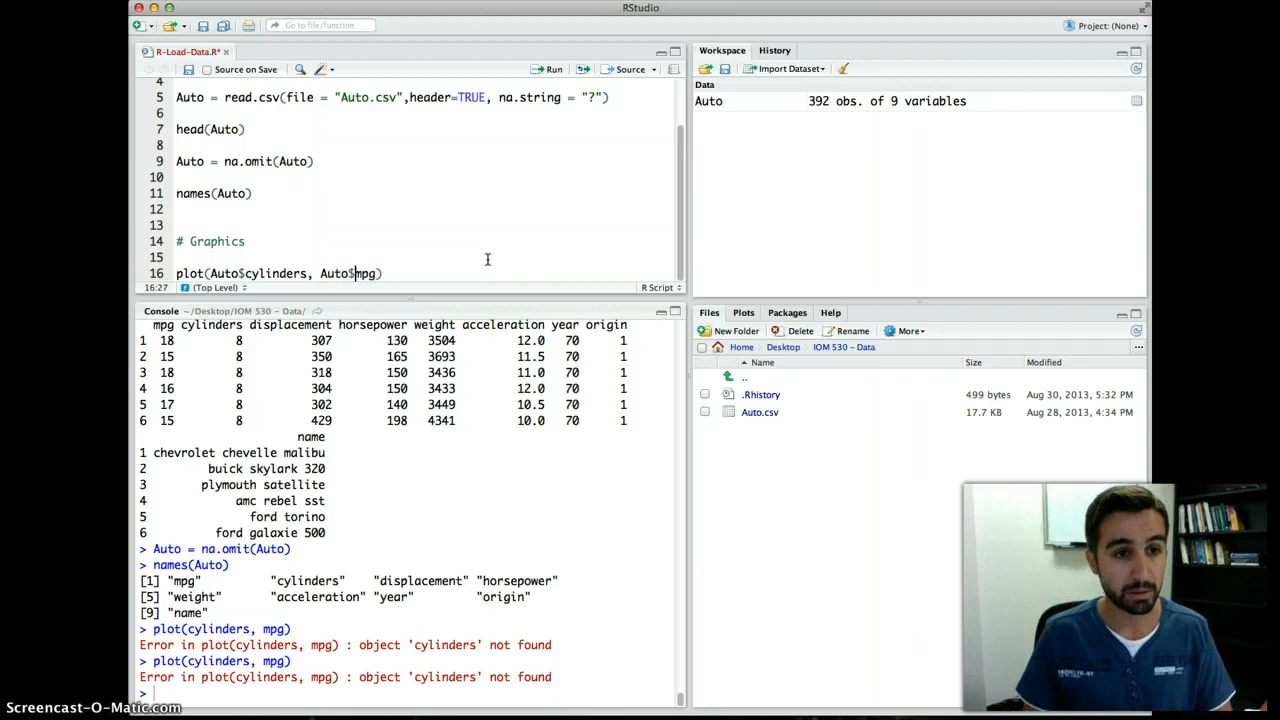 RStudio
Go to file/function
Project: (None)
R-Load-Data.R*
Source on Save
Run
Source
4
5 Auto = read.csv(file = "Auto.csv",header=TRUE, na.string = "?")
6
7 head(Auto)
8
9 Auto = na.omit(Auto)
10
11 names(Auto)
12
13
14 # Graphics
15
16 plot(Auto$cylinders, Auto$mpg)
16:27 (Top Level) R Script
Console ~/Desktop/IOM 530 - Data/
mpg cylinders displacement horsepower weight acceleration year origin
1 18 8 307 130 3504 12.0 70 1
2 15 8 350 165 3693 11.5 70 1
3 18 8 318 150 3436 11.0 70 1
4 16 8 304 150 3433 12.0 70 1
5 17 8 302 140 3449 10.5 70 1
6 15 8 429 198 4341 10.0 70 1
name
1 chevrolet chevelle malibu
2 buick skylark 320
3 plymouth satellite
4 amc rebel sst
5 ford torino
6 ford galaxie 500
> Auto = na.omit(Auto)
> names(Auto)
[1] "mpg" "cylinders" "displacement" "horsepower"
[5] "weight" "acceleration" "year" "origin"
[9] "name"
> plot(cylinders, mpg)
Error in plot(cylinders, mpg) : object 'cylinders' not found
> plot(cylinders, mpg)
Error in plot(cylinders, mpg) : object 'cylinders' not found
>
Workspace History
Import Dataset
Data
Auto 392 obs. of 9 variables
Files Plots Packages Help
New Folder Delete Rename More
Home Desktop IOM 530 - Data
Name Size Modified
..
.Rhistory 499 bytes Aug 30, 2013, 5:32 PM
Auto.csv 17.7 KB Aug 28, 2013, 4:34 PM
Screencast-O-Matic.com